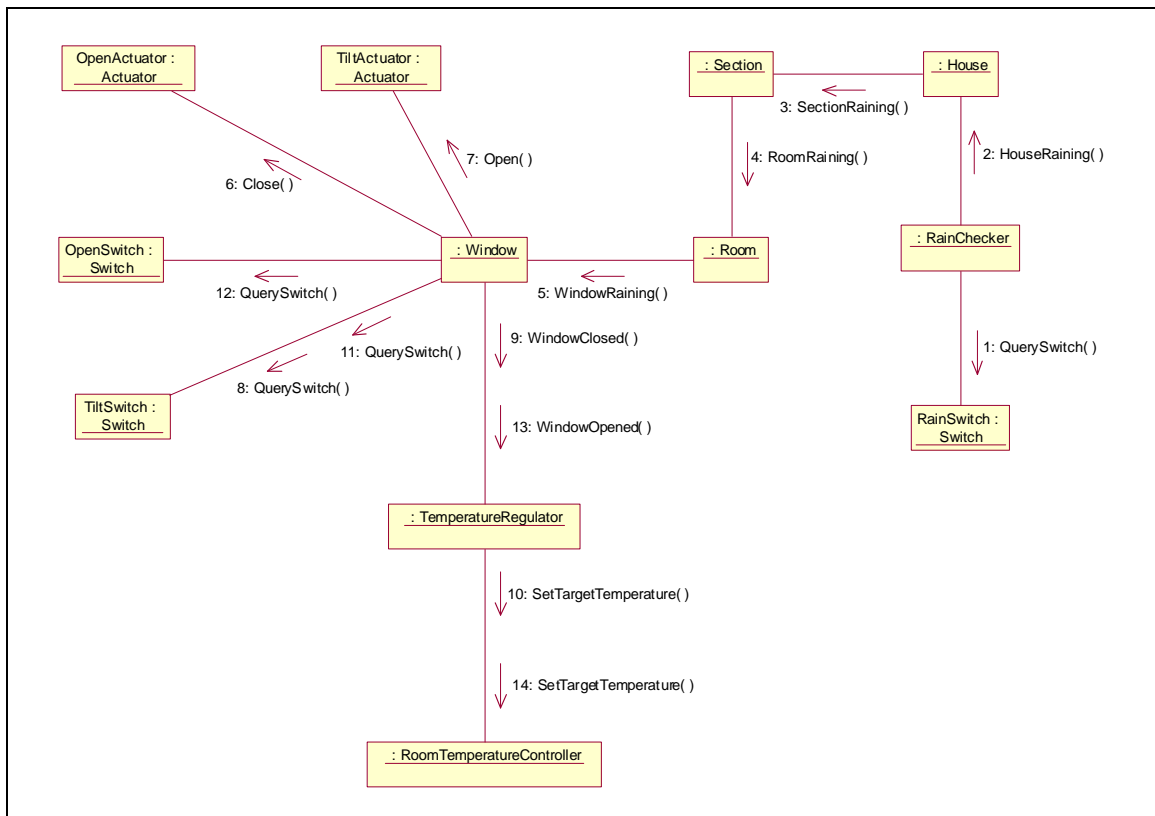 OpenActuator :
Actuator
TiltActuator :
Actuator
: Section
: House
3: SectionRaining( )
7: Open( )
4: RoomRaining( )
2: HouseRaining( )
6: Close( )
OpenSwitch :
Switch
: Window
: Room
: RainChecker
12: QuerySwitch( )
5: WindowRaining( )
9: WindowClosed( )
11: QuerySwitch( )
1: QuerySwitch( )
8: QuerySwitch( )
TiltSwitch :
Switch
RainSwitch :
Switch
13: WindowOpened( )
: TemperatureRegulator
10: SetTargetTemperature( )
14: SetTargetTemperature( )
: RoomTemperatureController